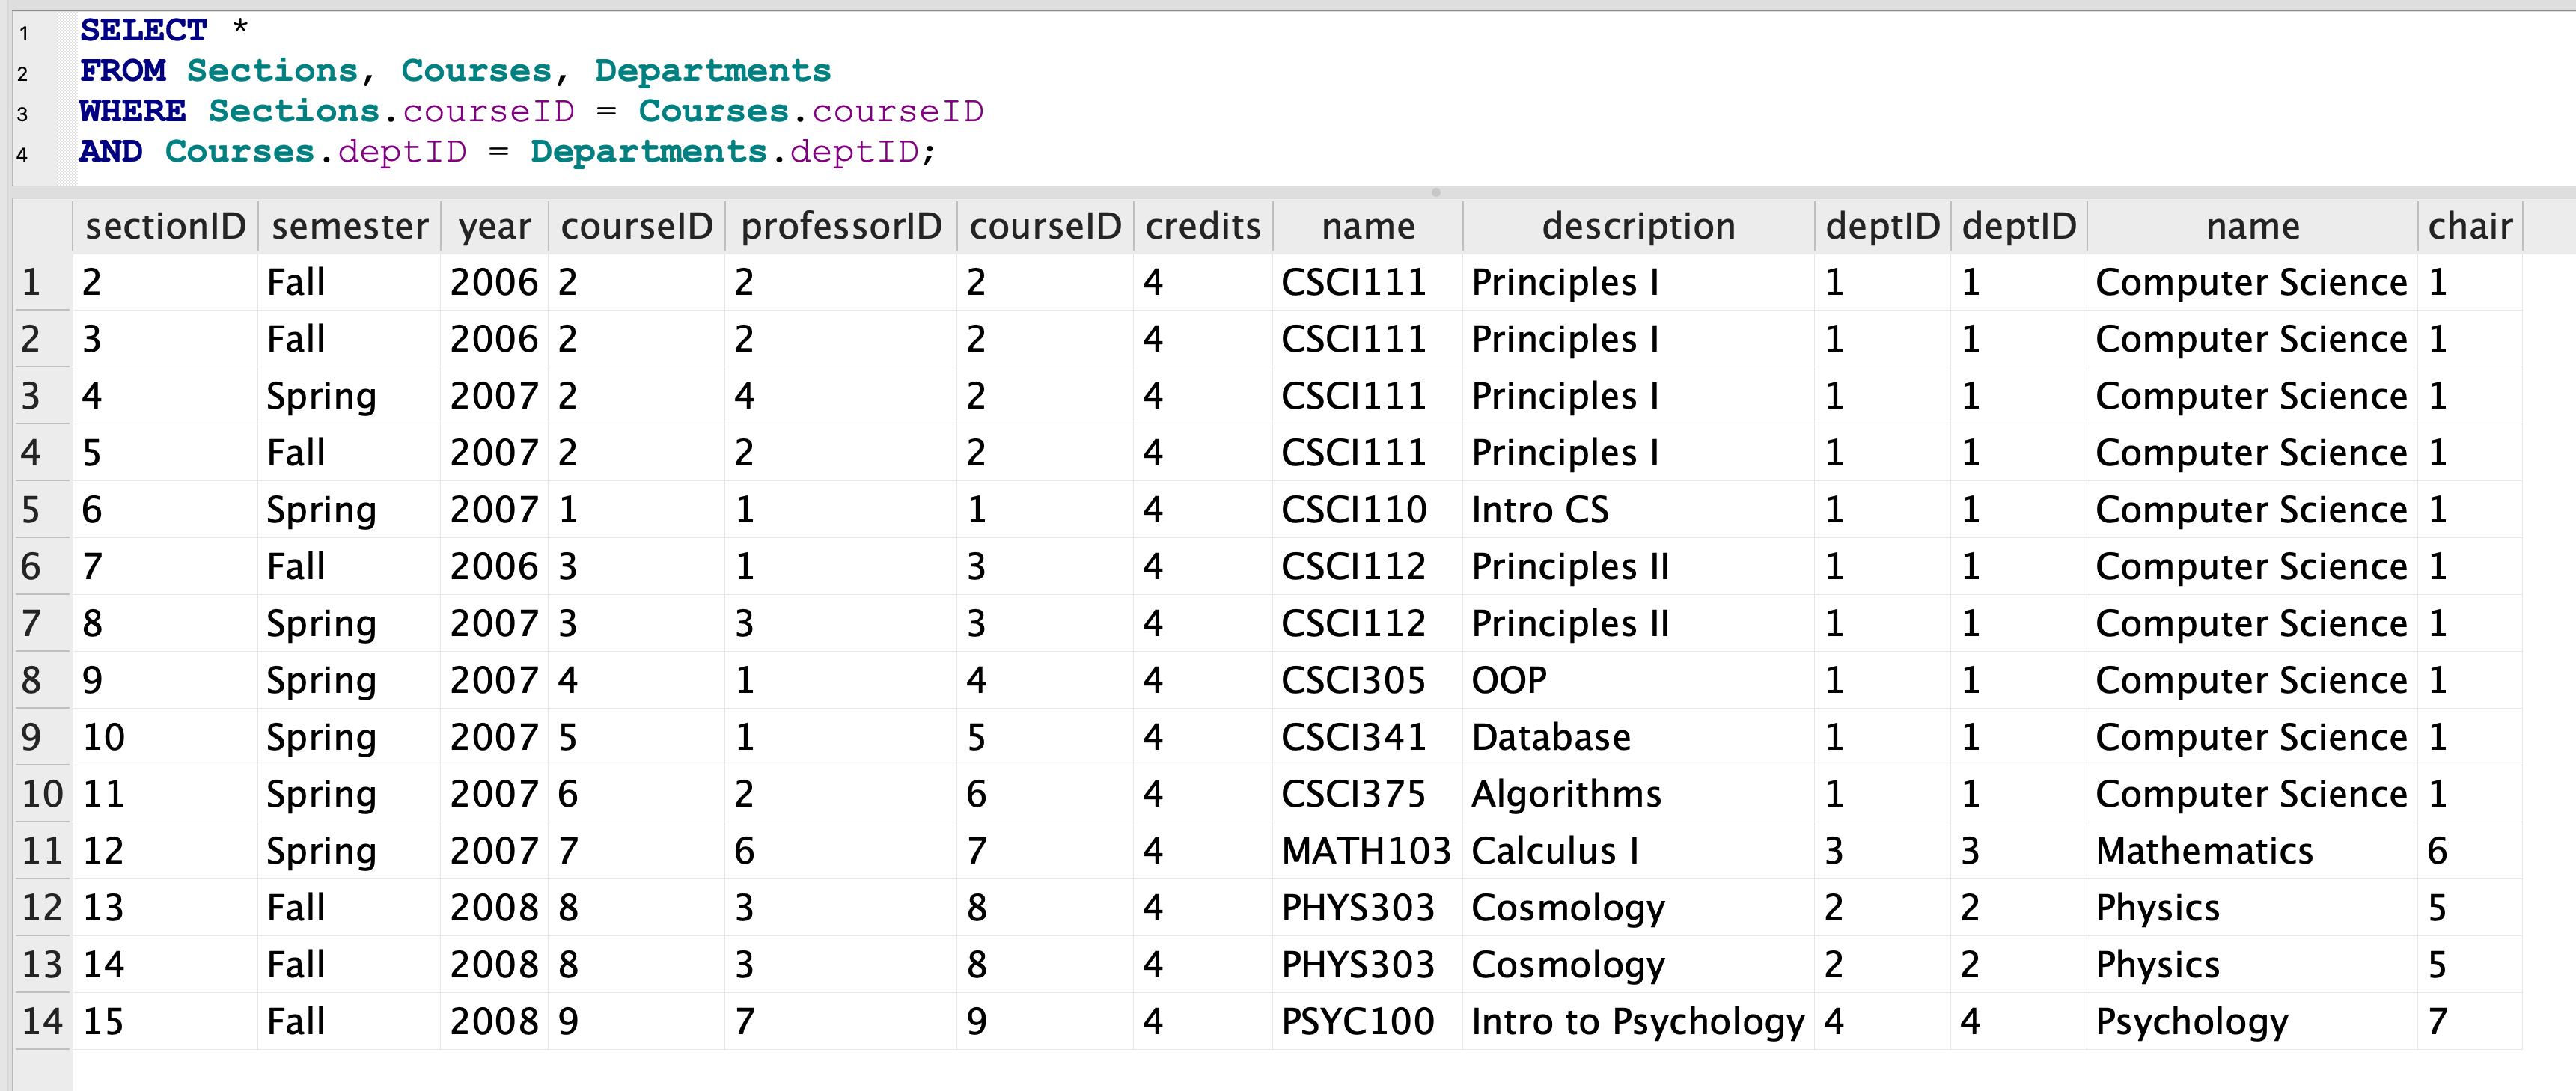 1 SELECT *
2 FROM Sections, Courses, Departments
3 WHERE Sections.courseID = Courses.courseID
4 AND Courses.deptID = Departments.deptID;
sectionID semester year courseID professorID courseID credits name description deptID deptID name chair
1 2 Fall 2006 2 2 2 4 CSCI111 Principles I 1 1 Computer Science 1
2 3 Fall 2006 2 2 2 4 CSCI111 Principles I 1 1 Computer Science 1
3 4 Spring 2007 2 4 2 4 CSCI111 Principles I 1 1 Computer Science 1
4 5 Fall 2007 2 2 2 4 CSCI111 Principles I 1 1 Computer Science 1
5 6 Spring 2007 1 1 1 4 CSCI110 Intro CS 1 1 Computer Science 1
6 7 Fall 2006 3 1 3 4 CSCI112 Principles II 1 1 Computer Science 1
7 8 Spring 2007 3 3 3 4 CSCI112 Principles II 1 1 Computer Science 1
8 9 Spring 2007 4 1 4 4 CSCI305 OOP 1 1 Computer Science 1
9 10 Spring 2007 5 1 5 4 CSCI341 Database 1 1 Computer Science 1
10 11 Spring 2007 6 2 6 4 CSCI375 Algorithms 1 1 Computer Science 1
11 12 Spring 2007 7 6 7 4 MATH103 Calculus I 3 3 Mathematics 6
12 13 Fall 2008 8 3 8 4 PHYS303 Cosmology 2 2 Physics 5
13 14 Fall 2008 8 3 8 4 PHYS303 Cosmology 2 2 Physics 5
14 15 Fall 2008 9 7 9 4 PSYC100 Intro to Psychology 4 4 Psychology 7